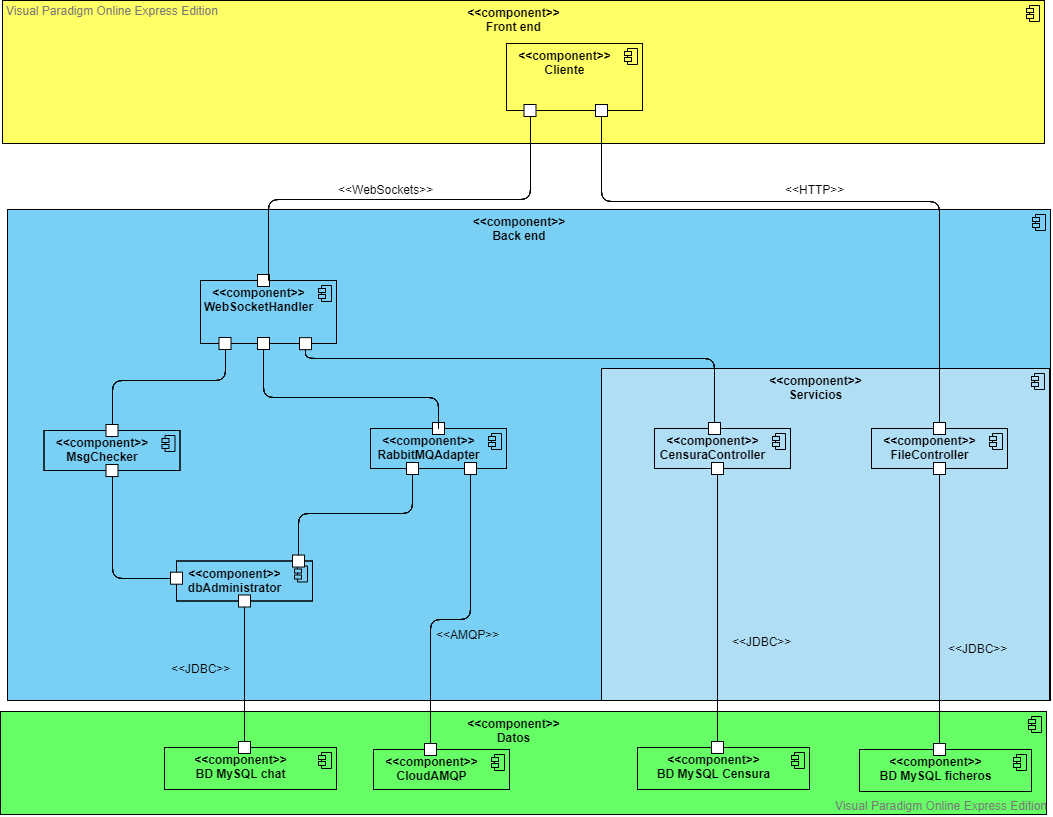 Visual Paradigm Online Express Edition
<<component>>
Front end
<<component>>
Cliente
<<WebSockets>>
<<HTTP>>
<<component>>
Back end
<<component>>
WebSocketHandler
<<component>>
Servicios
<<component>>
MsgChecker
<<component>>
RabbitMQAdapter
<<component>>
CensuraController
<<component>>
FileController
<<component>>
dbAdministrator
<<AMQP>>
<<JDBC>>
<<JDBC>>
<<JDBC>>
<<component>>
Datos
<<component>>
BD MySQL chat
<<component>>
CloudAMQP
<<component>>
BD MySQL Censura
<<component>>
BD MySQL ficheros
Visual Paradigm Online Express Edition